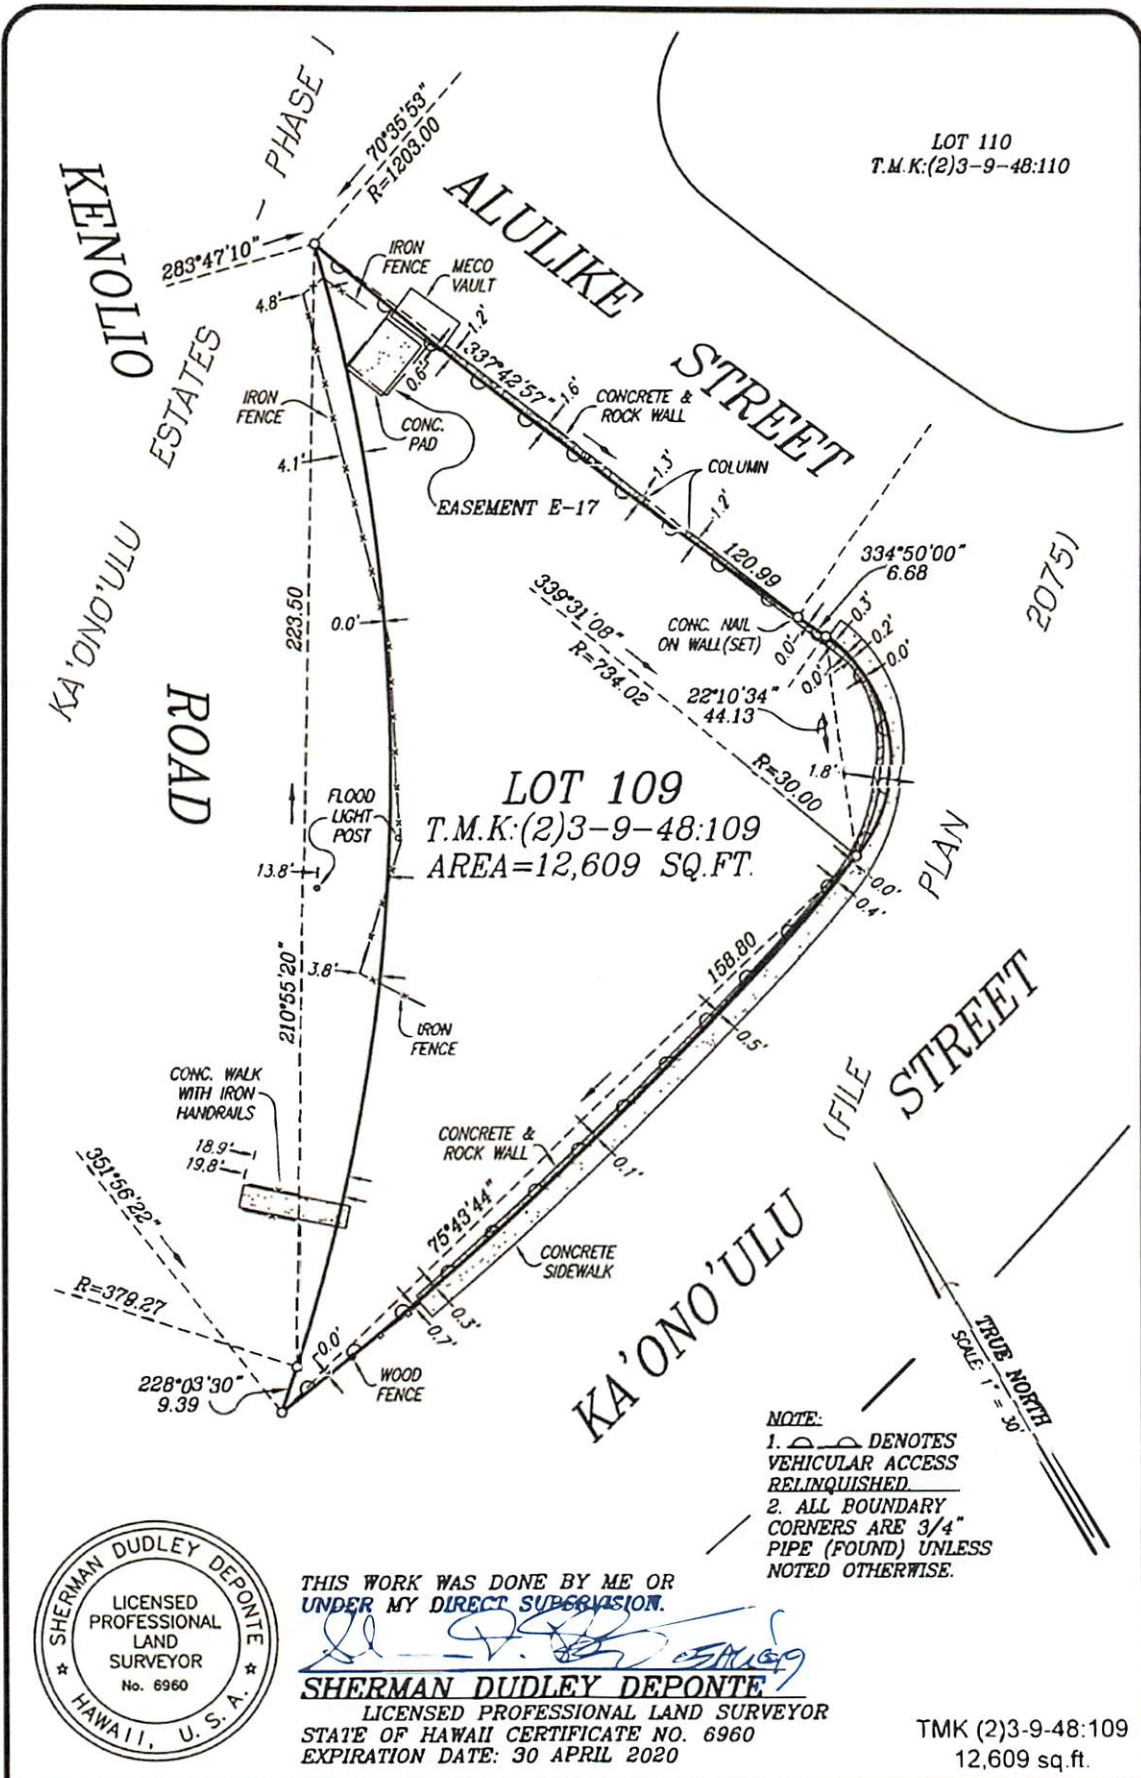 LOT 110
T.M.K:(2)3-9-48:110
KENOLIO
ROAD
KA'ONO'ULU
ESTATES
- PHASE I
70°35'53"
R=1203.00
283°47'10"
ALULIKE
STREET
IRON
FENCE
MECO
VAULT
4.8'
1.2'
337°42'57"
0.6'
1.6'
CONCRETE &
ROCK WALL
IRON
FENCE
CONC.
PAD
4.1'
1.3'
COLUMN
1.2'
EASEMENT E-17
120.99
334°50'00"
6.68
2075)
339°31'08"
R=734.02
223.50
0.0'
CONC. NAIL
ON WALL(SET)
0.0'
0.3'
0.2'
0.0'
0.0'
22°10'34"
44.13
R=30.00
1.8'
LOT 109
T.M.K:(2)3-9-48:109
AREA=12,609 SQ.FT.
FLOOD
LIGHT
POST
13.8'
PLAN
0.0'
0.4'
158.80
210°55'20"
3.8'
IRON
FENCE
0.5'
STREET
(FILE
CONC. WALK
WITH IRON
HANDRAILS
18.9'
19.8'
CONCRETE &
ROCK WALL
0.1'
351°56'22"
75°43'44"
CONCRETE
SIDEWALK
KA'ONO'ULU
R=379.27
0.3'
0.7'
0.0'
WOOD
FENCE
228°03'30"
9.39
TRUE NORTH
SCALE: 1" = 30'
NOTE:
1. DENOTES
VEHICULAR ACCESS
RELINQUISHED.
2. ALL BOUNDARY
CORNERS ARE 3/4"
PIPE (FOUND) UNLESS
NOTED OTHERWISE.
SHERMAN DUDLEY DEPONTE
LICENSED
PROFESSIONAL
LAND
SURVEYOR
No. 6960
HAWAII, U. S. A.
THIS WORK WAS DONE BY ME OR
UNDER MY DIRECT SUPERVISION.
SHERMAN DUDLEY DEPONTE
LICENSED PROFESSIONAL LAND SURVEYOR
STATE OF HAWAII CERTIFICATE NO. 6960
EXPIRATION DATE: 30 APRIL 2020
TMK (2)3-9-48:109
12,609 sq.ft.